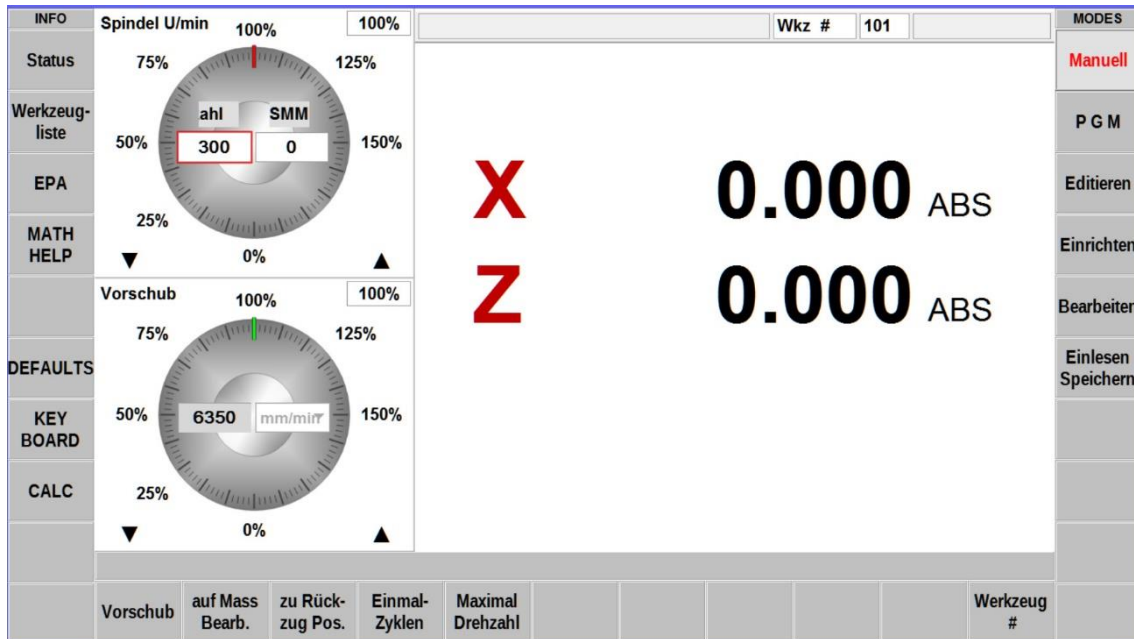 INFO
Status
Werkzeug-
liste
EPA
MATH
HELP
DEFAULTS
KEY
BOARD
CALC
Spindel U/min
100%
100%
75%
125%
ahl
SMM
50%
300
0
150%
25%
0%
▼
▲
Vorschub
100%
100%
75%
125%
50%
6350
mm/min
150%
25%
0%
▼
▲
Wkz #
101
X
0.000 ABS
Z
0.000 ABS
MODES
Manuell
P G M
Editieren
Einrichten
Bearbeiten
Einlesen
Speichern
Vorschub
auf Mass
Bearb.
zu Rück-
zug Pos.
Einmal-
Zyklen
Maximal
Drehzahl
Werkzeug
#